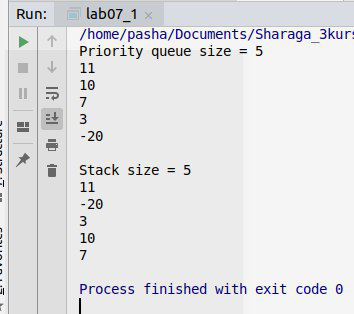 Run: lab07_1
/home/pasha/Documents/Sharaga_3kurs
Priority queue size = 5
11
10
7
3
-20
Stack size = 5
11
-20
3
10
7
Process finished with exit code 0